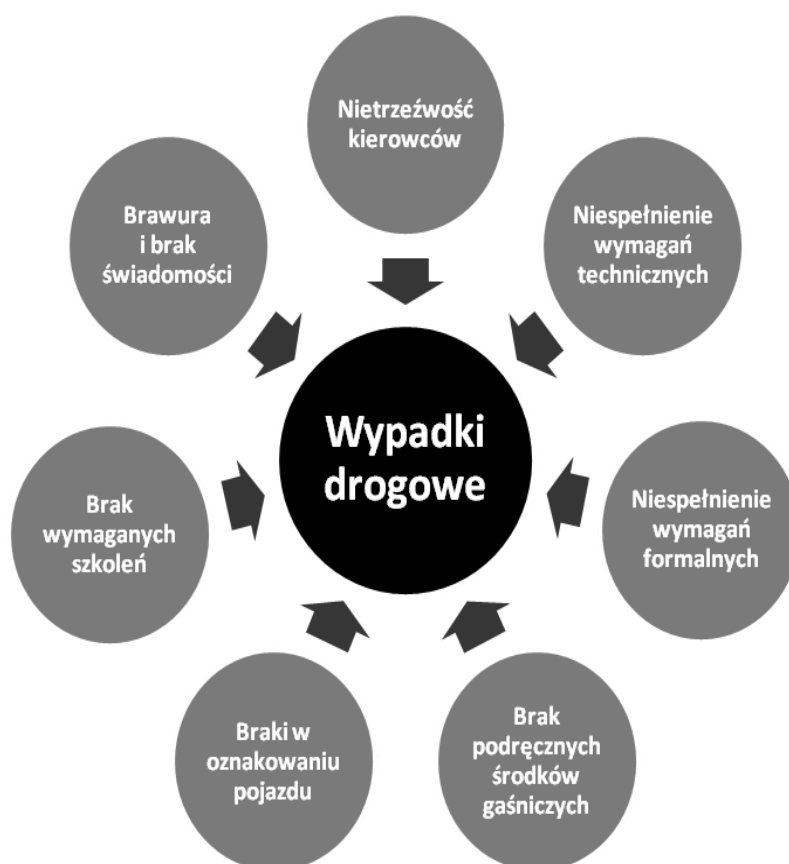 Nietrzeźwość
kierowców
Niespełnienie
wymagań
technicznych
Niespełnienie
wymagań
formalnych
Brak
podręcznych
środków
gaśniczych
Braki w
oznakowaniu
pojazdu
Brak
wymaganych
szkoleń
Brawura
i brak
świadomości
Wypadki
drogowe